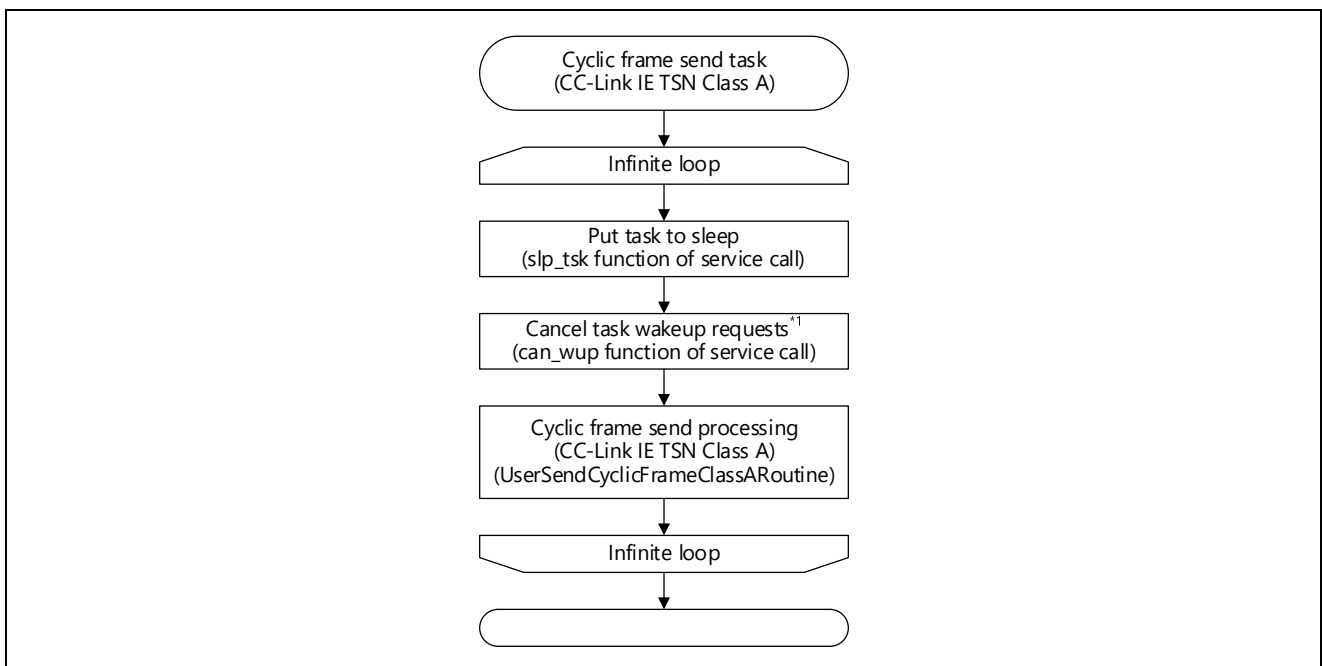 Cyclic frame send task
(CC-Link IE TSN Class A)
Infinite loop
Put task to sleep
(slp_tsk function of service call)
Cancel task wakeup requests*1
(can_wup function of service call)
Cyclic frame send processing
(CC-Link IE TSN Class A)
(UserSendCyclicFrameClassARoutine)
Infinite loop